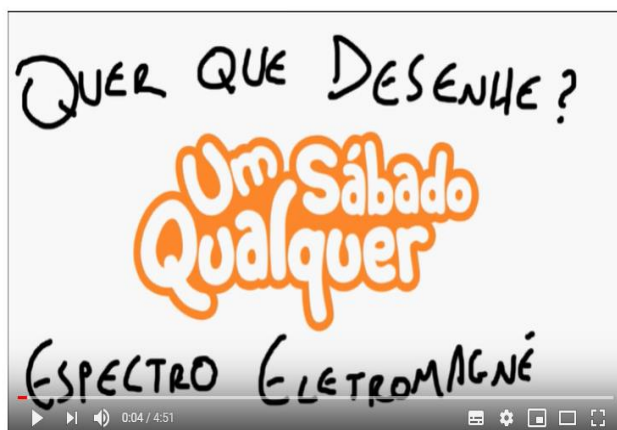 QUER QUE DESENHE?
Um Sábado
Qualquer
ESPECTRO ELETROMAGNÉ
0:04 / 4:51